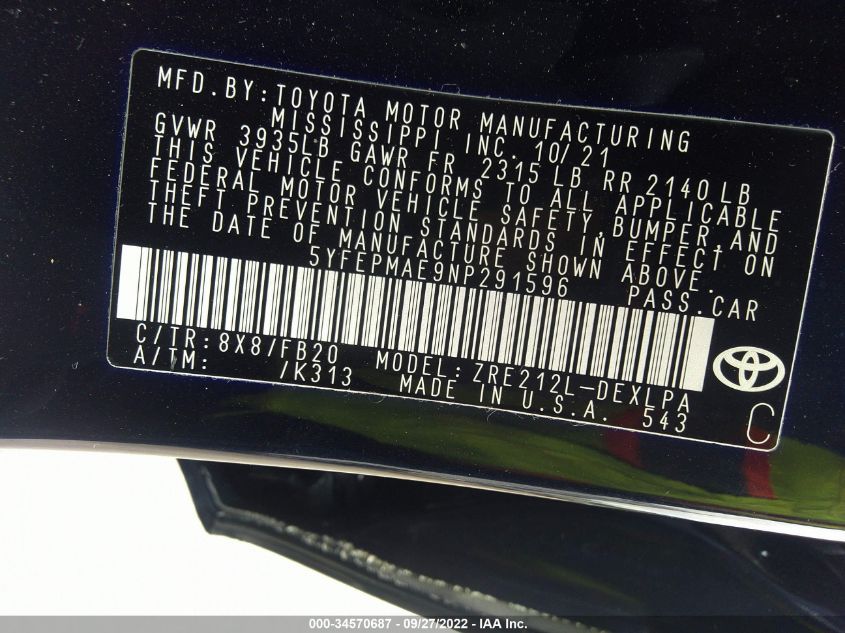 MFD.BY:TOYOTA MOTOR MANUFACTURING
MISSISSIPPI INC. 10/21
GVWR 3935LB GAWR FR 2315 LB RR 2140LB
THIS VEHICLE CONFORMS TO ALL APPLICABLE
FEDERAL MOTOR VEHICLE SAFETY,BUMPER,AND
THEFT PREVENTION STANDARDS IN EFFECT ON
THE DATE OF MANUFACTURE SHOWN ABOVE.
5YFEPMAE9NP291596 PASS.CAR
C/TR:8X8/FB20 MODEL:ZRE212L-DEXLPA
A/TM: /K313 MADE IN U.S.A. 543
C
000-34570687 - 09/27/2022 - IAA Inc.